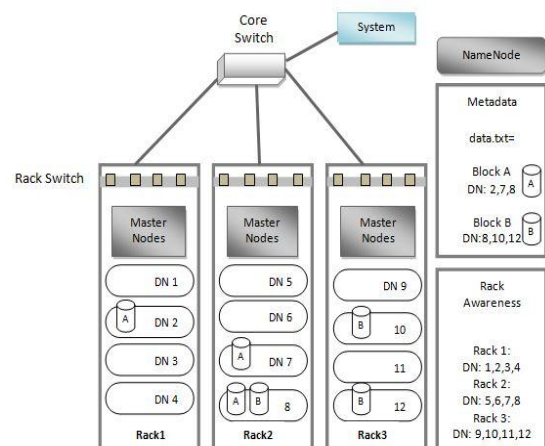 Core
Switch
System
NameNode
Metadata
data.txt=
Block A
DN: 2,7,8
A
Block B
DN:8,10,12
B
Rack Switch
Master
Nodes
DN 1
A
DN 2
DN 3
DN 4
Rack1
Master
Nodes
DN 5
DN 6
A
DN 7
A
B
8
Rack2
Master
Nodes
DN 9
B
10
11
B
12
Rack3
Rack
Awareness
Rack 1:
DN: 1,2,3,4
Rack 2:
DN: 5,6,7,8
Rack 3:
DN: 9,10,11,12